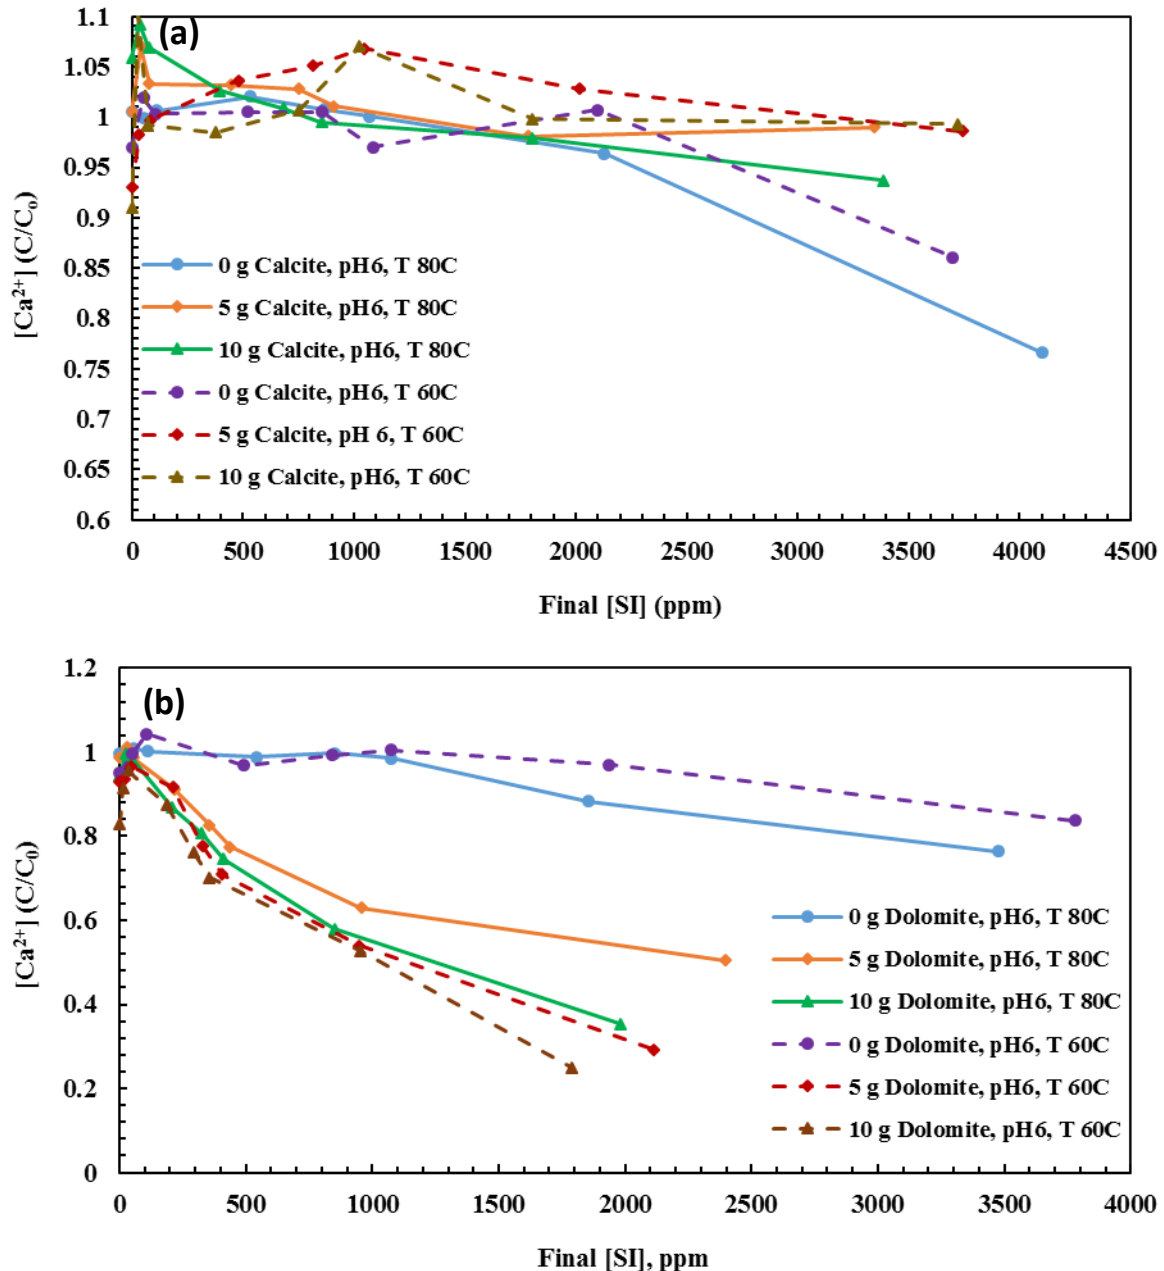 (a)
1.1
1.05
1
0.95
0.9
0.85
0.8
0.75
0.7
0.65
0.6
[Ca²⁺] (C/Cₒ)
0 g Calcite, pH6, T 80C
5 g Calcite, pH6, T 80C
10 g Calcite, pH6, T 80C
0 g Calcite, pH6, T 60C
5 g Calcite, pH 6, T 60C
10 g Calcite, pH6, T 60C
0 500 1000 1500 2000 2500 3000 3500 4000 4500
Final [SI] (ppm)
(b)
1.2
1
0.8
0.6
0.4
0.2
0
[Ca²⁺] (C/C₀)
0 g Dolomite, pH6, T 80C
5 g Dolomite, pH6, T 80C
10 g Dolomite, pH6, T 80C
0 g Dolomite, pH6, T 60C
5 g Dolomite, pH6, T 60C
10 g Dolomite, pH6, T 60C
0 500 1000 1500 2000 2500 3000 3500 4000
Final [SI], ppm